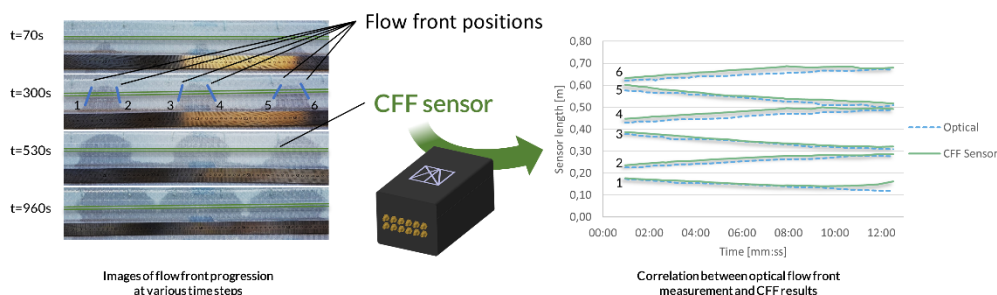 Flow front positions
t=70s
t=300s
1 2 3 4 5 6
CFF sensor
t=530s
t=960s
Images of flow front progression
at various time steps
0,80
0,70
0,60
0,50
0,40
0,30
0,20
0,10
0,00
Sensor length [m]
6
5
4
3
2
1
00:00 02:00 04:00 06:00 08:00 10:00 12:00
Time [mm:ss]
Optical
CFF Sensor
Correlation between optical flow front
measurement and CFF results